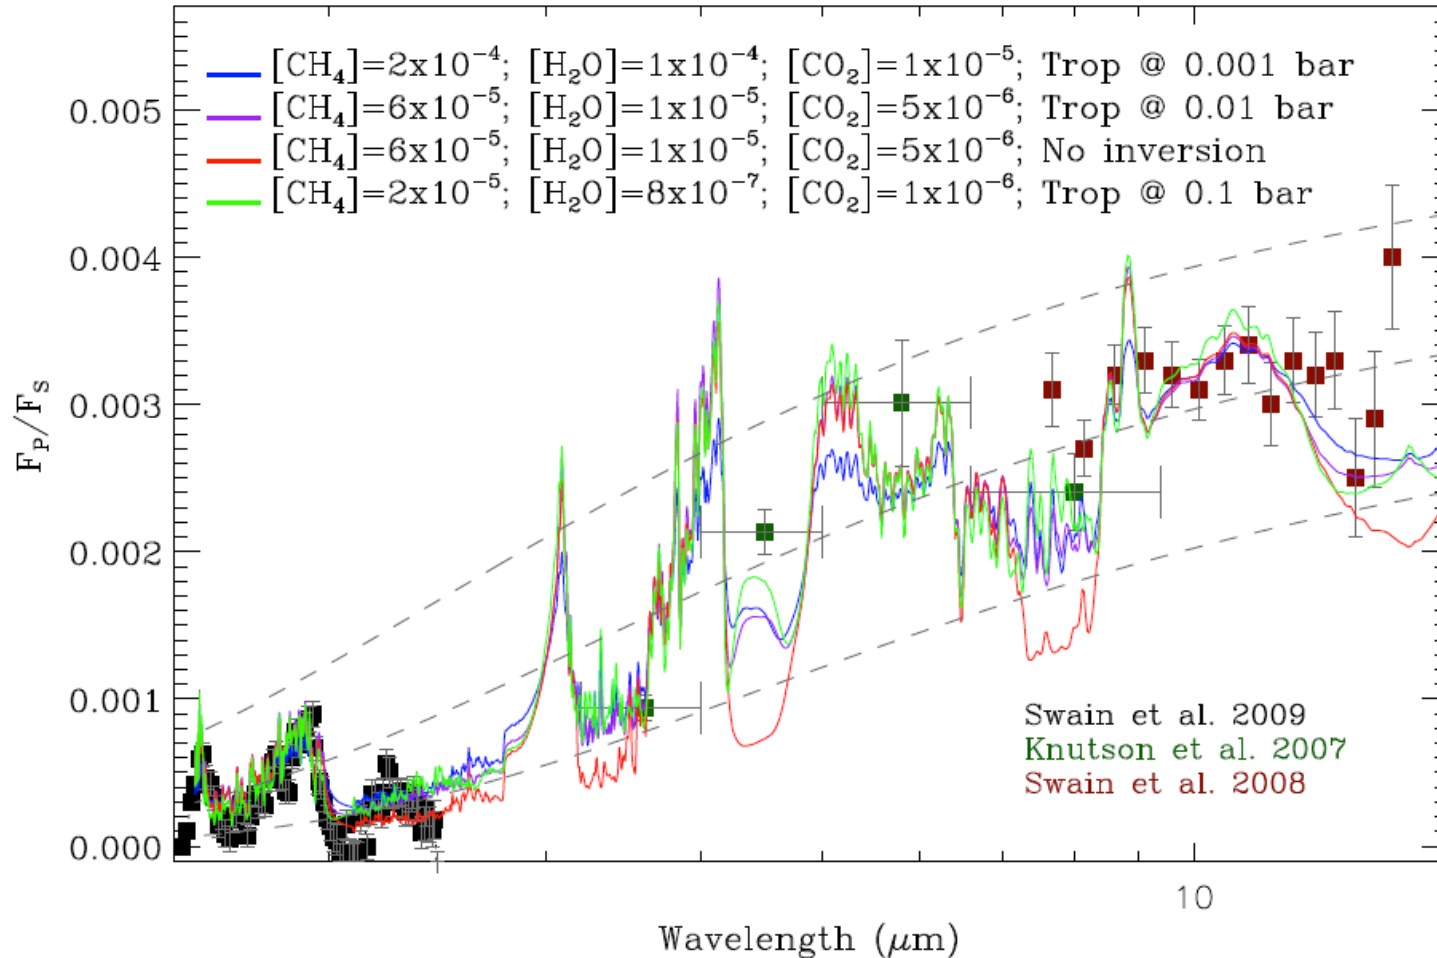 [CH₄]=2x10⁻⁴; [H₂O]=1x10⁻⁴; [CO₂]=1x10⁻⁵; Trop @ 0.001 bar
[CH₄]=6x10⁻⁵; [H₂O]=1x10⁻⁵; [CO₂]=5x10⁻⁶; Trop @ 0.01 bar
[CH₄]=6x10⁻⁵; [H₂O]=1x10⁻⁵; [CO₂]=5x10⁻⁶; No inversion
[CH₄]=2x10⁻⁵; [H₂O]=8x10⁻⁷; [CO₂]=1x10⁻⁶; Trop @ 0.1 bar
0.005
0.004
0.003
0.002
0.001
0.000
F_P/F_S
Swain et al. 2009
Knutson et al. 2007
Swain et al. 2008
10
Wavelength (μm)